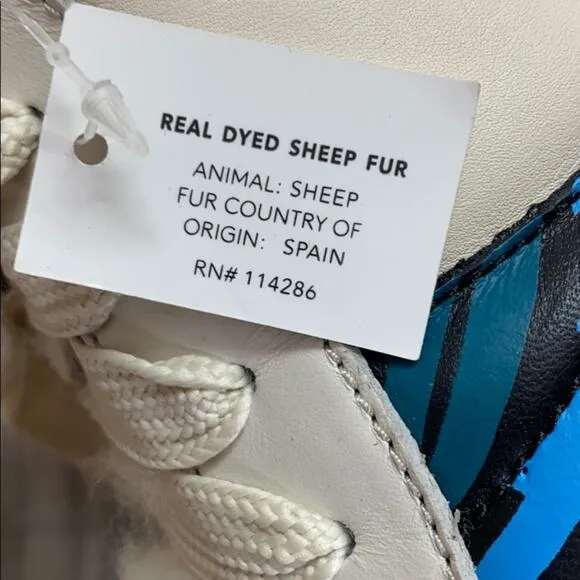 REAL DYED SHEEP FUR
ANIMAL: SHEEP
FUR COUNTRY OF
ORIGIN: SPAIN
RN# 114286